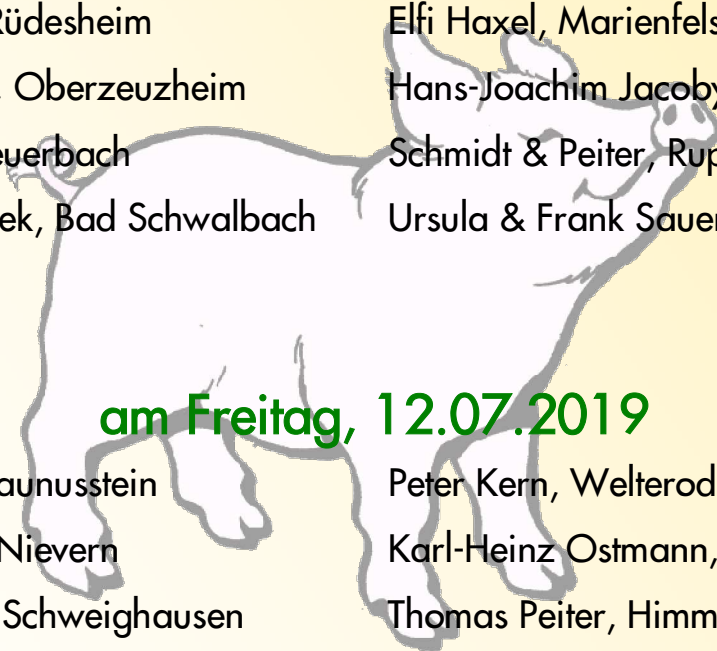 Rüdesheim Elfi Haxel, Marienfels
Oberzeuzheim Hans-Joachim Jacoby
euerbach Schmidt & Peiter, Rup
ek, Bad Schwalbach Ursula & Frank Sauer
am Freitag, 12.07.2019
aunusstein Peter Kern, Welterod
Nievern Karl-Heinz Ostmann,
Schweighausen Thomas Peiter, Himm